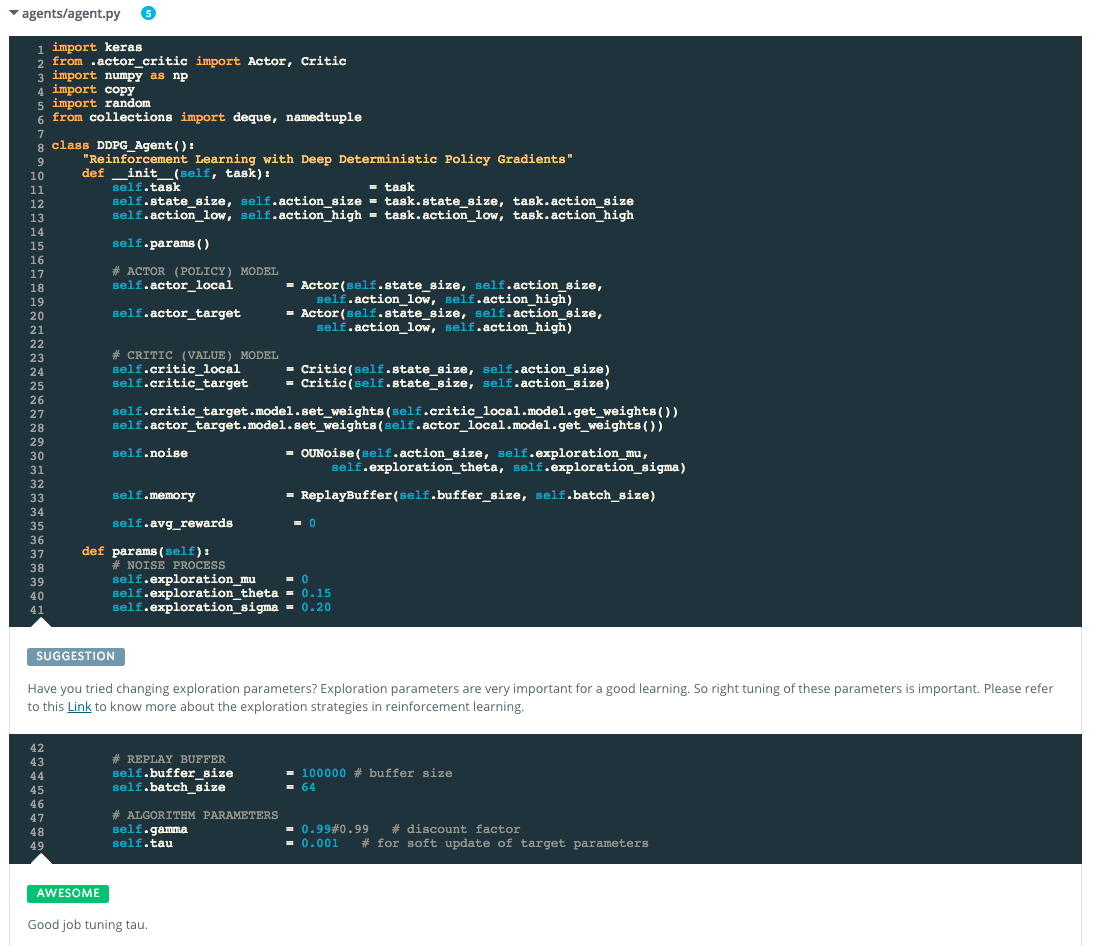 agents/agent.py 5
1 import keras
2 from .actor_critic import Actor, Critic
3 import numpy as np
4 import copy
5 import random
6 from collections import deque, namedtuple
7
8 class DDPG_Agent():
9     "Reinforcement Learning with Deep Deterministic Policy Gradients"
10     def __init__(self, task):
11         self.task                         = task
12         self.state_size, self.action_size = task.state_size, task.action_size
13         self.action_low, self.action_high = task.action_low, task.action_high
14
15         self.params()
16
17         # ACTOR (POLICY) MODEL
18         self.actor_local       = Actor(self.state_size, self.action_size,
19                                    self.action_low, self.action_high)
20         self.actor_target      = Actor(self.state_size, self.action_size,
21                                    self.action_low, self.action_high)
22
23         # CRITIC (VALUE) MODEL
24         self.critic_local      = Critic(self.state_size, self.action_size)
25         self.critic_target     = Critic(self.state_size, self.action_size)
26
27         self.critic_target.model.set_weights(self.critic_local.model.get_weights())
28         self.actor_target.model.set_weights(self.actor_local.model.get_weights())
29
30         self.noise             = OUNoise(self.action_size, self.exploration_mu,
31                                      self.exploration_theta, self.exploration_sigma)
32
33         self.memory            = ReplayBuffer(self.buffer_size, self.batch_size)
34
35         self.avg_rewards        = 0
36
37     def params(self):
38         # NOISE PROCESS
39         self.exploration_mu    = 0
40         self.exploration_theta = 0.15
41         self.exploration_sigma = 0.20
SUGGESTION
Have you tried changing exploration parameters? Exploration parameters are very important for a good learning. So right tuning of these parameters is important. Please refer
to this Link to know more about the exploration strategies in reinforcement learning.
42
43         # REPLAY BUFFER
44         self.buffer_size       = 100000 # buffer size
45         self.batch_size        = 64
46
47         # ALGORITHM PARAMETERS
48         self.gamma             = 0.99#0.99   # discount factor
49         self.tau               = 0.001   # for soft update of target parameters
AWESOME
Good job tuning tau.